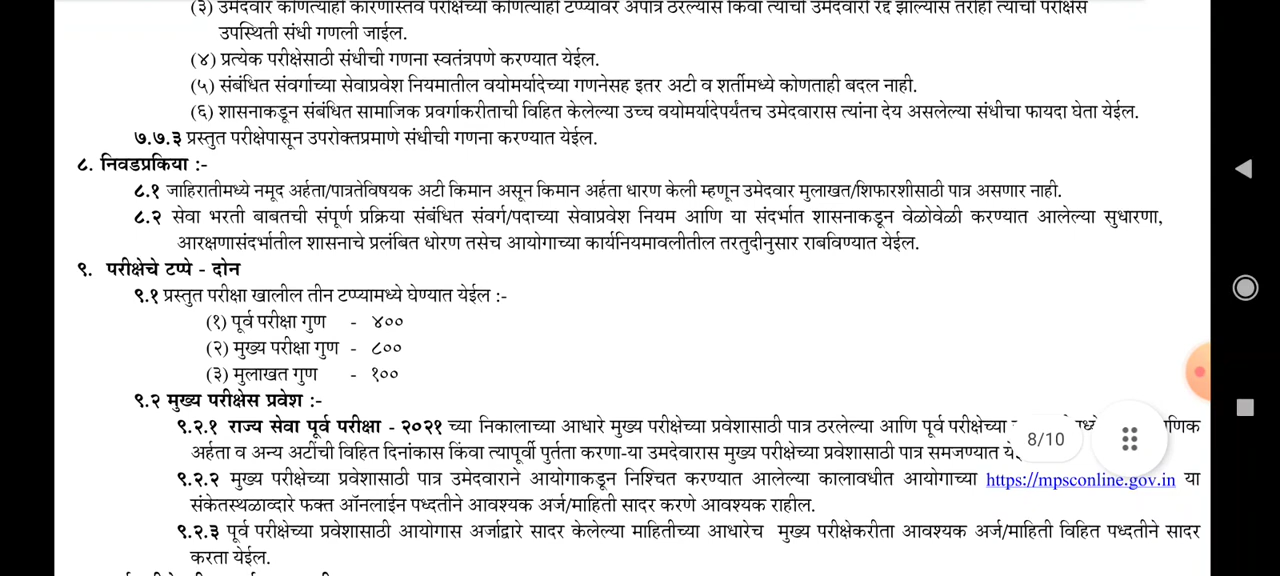 (३) उमेदवार कोणत्याही कारणास्तव परीक्षेच्या कोणत्याही टप्प्यावर अपात्र ठरल्यास किंवा त्याची उमेदवारी रद्द झाल्यास तरीही त्याची परीक्षेस
उपस्थिती संधी गणली जाईल.
(४) प्रत्येक परीक्षेसाठी संधीची गणना स्वतंत्रपणे करण्यात येईल.
(५) संबंधित संवर्गाच्या सेवाप्रवेश नियमातील वयोमर्यादेच्या गणनेसह इतर अटी व शर्तीमध्ये कोणताही बदल नाही.
(६) शासनाकडून संबंधित सामाजिक प्रवर्गाकरीताची विहित केलेल्या उच्च वयोमर्यादेपर्यंतच उमेदवारास त्यांना देय असलेल्या संधीचा फायदा घेता येईल.
७.७.३ प्रस्तुत परीक्षेपासून उपरोक्तप्रमाणे संधीची गणना करण्यात येईल.
८. निवडप्रकिया :-
८.१ जाहिरातीमध्ये नमूद अर्हता/पात्रतेविषयक अटी किमान असून किमान अर्हता धारण केली म्हणून उमेदवार मुलाखत/शिफारशीसाठी पात्र असणार नाही.
८.२ सेवा भरती बाबतची संपूर्ण प्रक्रिया संबंधित संवर्ग/पदाच्या सेवाप्रवेश नियम आणि या संदर्भात शासनाकडून वेळोवेळी करण्यात आलेल्या सुधारणा,
आरक्षणासंदर्भातील शासनाचे प्रलंबित धोरण तसेच आयोगाच्या कार्यनियमावलीतील तरतुदीनुसार राबविण्यात येईल.
९. परीक्षेचे टप्पे - दोन
९.१ प्रस्तुत परीक्षा खालील तीन टप्प्यामध्ये घेण्यात येईल :-
(१) पूर्व परीक्षा गुण - ४००
(२) मुख्य परीक्षा गुण - ८००
(३) मुलाखत गुण - १००
९.२ मुख्य परीक्षेस प्रवेश :-
९.२.१ राज्य सेवा पूर्व परीक्षा - २०२१ च्या निकालाच्या आधारे मुख्य परीक्षेच्या प्रवेशासाठी पात्र ठरलेल्या आणि पूर्व परीक्षेच्या
अर्हता व अन्य अटींची विहित दिनांकास किंवा त्यापूर्वी पुर्तता करणा-या उमेदवारास मुख्य परीक्षेच्या प्रवेशासाठी पात्र समजण्यात
8/10
९.२.२ मुख्य परीक्षेच्या प्रवेशासाठी पात्र उमेदवाराने आयोगाकडून निश्चित करण्यात आलेल्या कालावधीत आयोगाच्या https://mpsconline.gov.in या
संकेतस्थळाव्दारे फक्त ऑनलाईन पध्दतीने आवश्यक अर्ज/माहिती सादर करणे आवश्यक राहील.
९.२.३ पूर्व परीक्षेच्या प्रवेशासाठी आयोगास अर्जाद्वारे सादर केलेल्या माहितीच्या आधारेच मुख्य परीक्षेकरीता आवश्यक अर्ज/माहिती विहित पध्दतीने सादर
करता येईल.